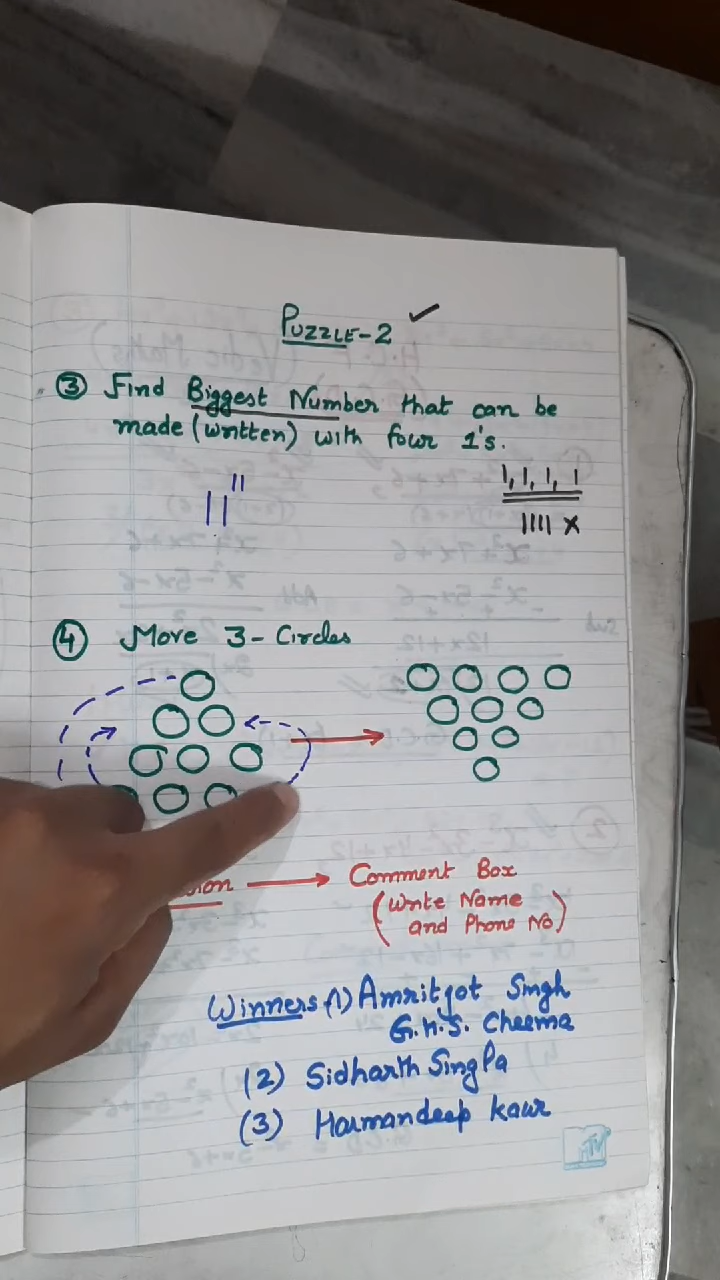 PUZZLE-2 ✓
③ Find Biggest Number that can be
made (written) with four 1's.
11¹¹
1, 1, 1, 1
1111 x
④ Move 3-Circles
Comment Box
(Write Name
and Phone No)
Winners (1) Amritjot Singh
G.H.S. Cheema
(2) Sidharth Singla
(3) Harmandeep kaur